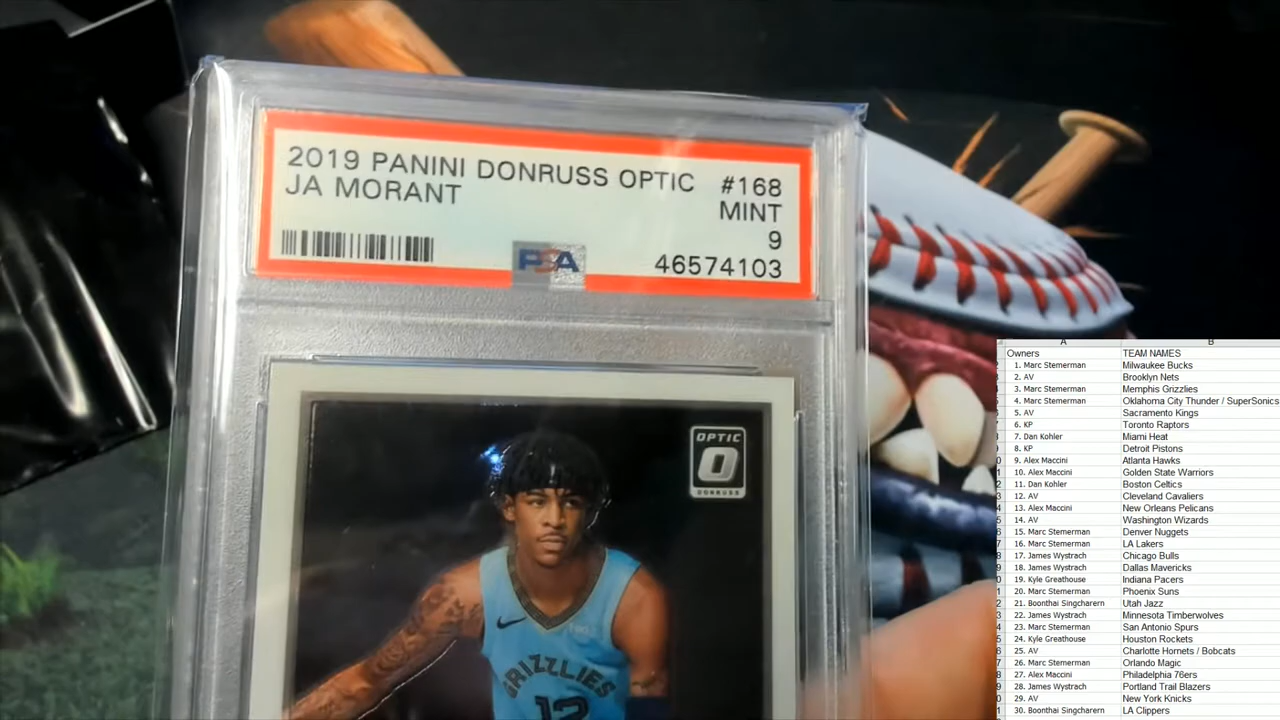 2019 PANINI DONRUSS OPTIC #168
JA MORANT MINT
9
PSA 46574103
OPTIC
DONRUSS
GRIZZLIES
12
A B
Owners TEAM NAMES
1. Marc Stemerman Milwaukee Bucks
2. AV Brooklyn Nets
3. Marc Stemerman Memphis Grizzlies
4. Marc Stemerman Oklahoma City Thunder / SuperSonics
5. AV Sacramento Kings
6. KP Toronto Raptors
7. Dan Kohler Miami Heat
8. KP Detroit Pistons
9. Alex Maccini Atlanta Hawks
10. Alex Maccini Golden State Warriors
11. Dan Kohler Boston Celtics
12. AV Cleveland Cavaliers
13. Alex Maccini New Orleans Pelicans
14. AV Washington Wizards
15. Marc Stemerman Denver Nuggets
16. Marc Stemerman LA Lakers
17. James Wystrach Chicago Bulls
18. James Wystrach Dallas Mavericks
19. Kyle Greathouse Indiana Pacers
20. Marc Stemerman Phoenix Suns
21. Boonthai Singcharern Utah Jazz
22. James Wystrach Minnesota Timberwolves
23. Marc Stemerman San Antonio Spurs
24. Kyle Greathouse Houston Rockets
25. AV Charlotte Hornets / Bobcats
26. Marc Stemerman Orlando Magic
27. Alex Maccini Philadelphia 76ers
28. James Wystrach Portland Trail Blazers
29. AV New York Knicks
30. Boonthai Singcharern LA Clippers